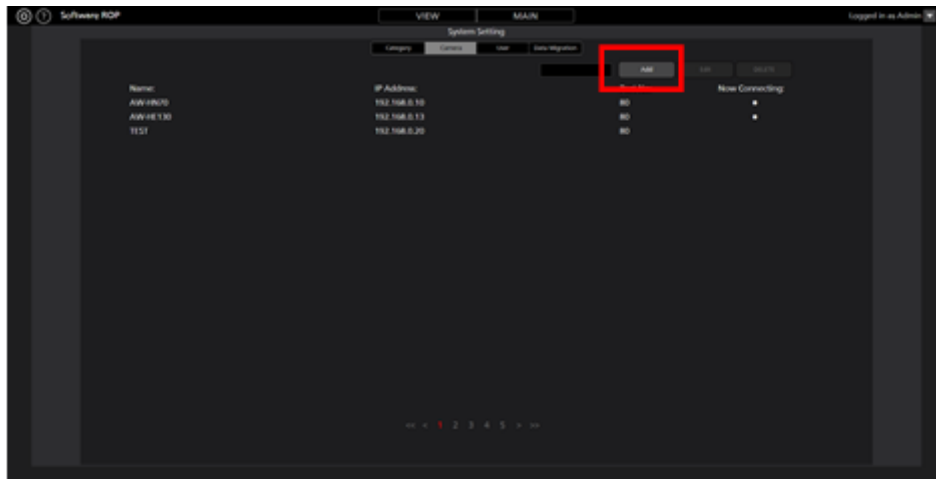 Software ROP VIEW MAIN Logged in as Admin
System Setting
Category Camera User Data Migration
Add Edit DELETE
Name: IP Address: Now Connecting:
AW-HN70 192.168.0.10 80
AW-HE130 192.168.0.13 80
TEST 192.168.0.20 80
<< < 1 2 3 4 5 > >>